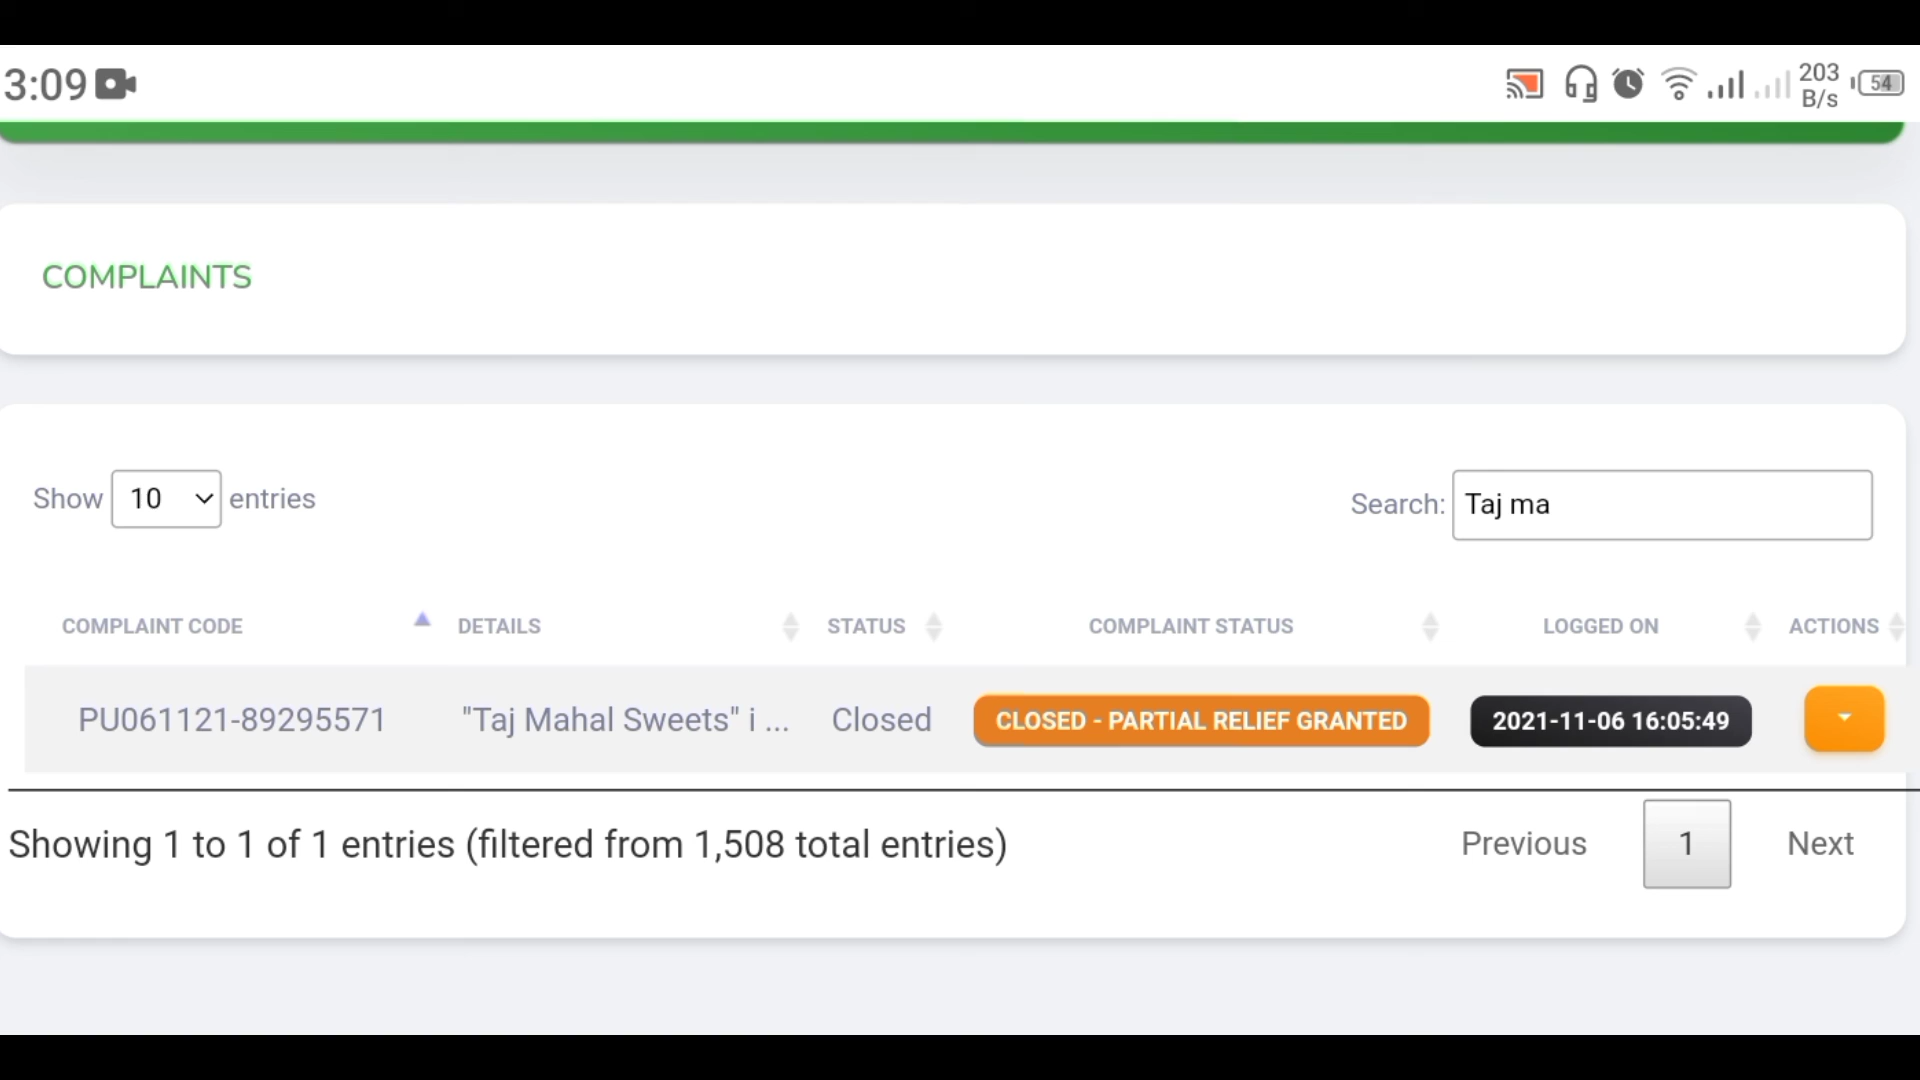 3:09
203
B/s
54
COMPLAINTS
Show 10 entries
Search: Taj ma
COMPLAINT CODE DETAILS STATUS COMPLAINT STATUS LOGGED ON ACTIONS
PU061121-89295571 "Taj Mahal Sweets" i ... Closed CLOSED - PARTIAL RELIEF GRANTED 2021-11-06 16:05:49
Showing 1 to 1 of 1 entries (filtered from 1,508 total entries)
Previous 1 Next